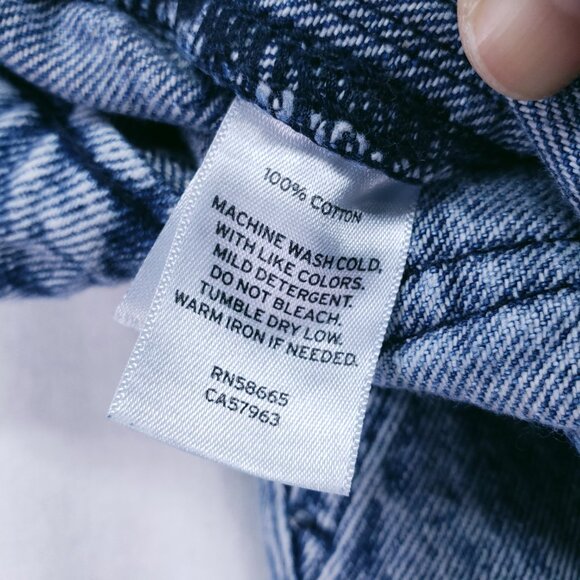 100% COTTON
MACHINE WASH COLD,
WITH LIKE COLORS.
MILD DETERGENT.
DO NOT BLEACH.
TUMBLE DRY LOW.
WARM IRON IF NEEDED.
RN58665
CA57963